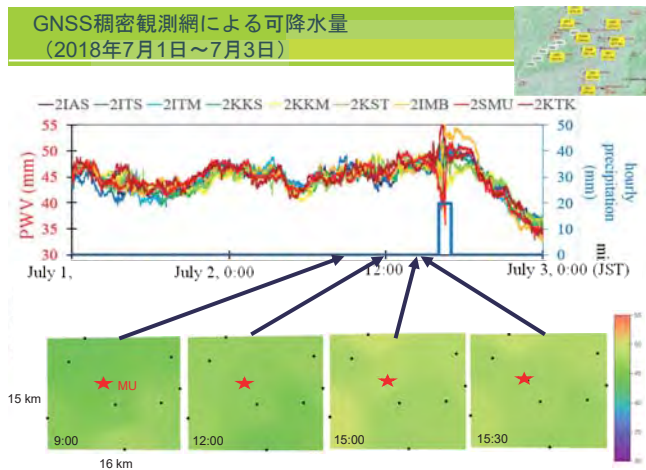 GNSS稠密観測網による可降水量
（2018年7月1日～7月3日）
2IAS 2ITS 2ITM 2KKS 2KKM 2KST 2IMB 2SMU 2KTK
PWV (mm)
55
50
45
40
35
30
50
40
30
20
10
0
hourly
precipitation
(mm)
mi
July 1,
July 2, 0:00
12:00
July 3, 0:00 (JST)
15 km
MU
9:00
12:00
15:00
15:30
16 km